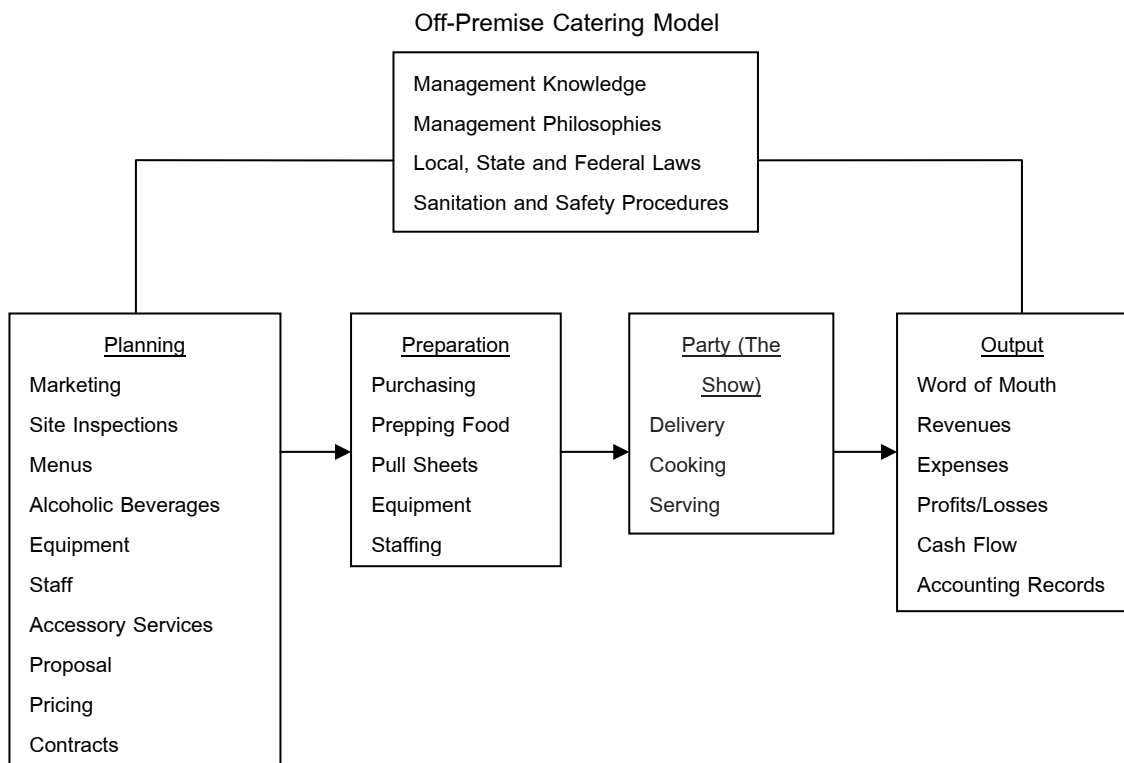 Off-Premise Catering Model
Management Knowledge
Management Philosophies
Local, State and Federal Laws
Sanitation and Safety Procedures
Planning
Marketing
Site Inspections
Menus
Alcoholic Beverages
Equipment
Staff
Accessory Services
Proposal
Pricing
Contracts
Preparation
Purchasing
Prepping Food
Pull Sheets
Equipment
Staffing
Party (The
Show)
Delivery
Cooking
Serving
Output
Word of Mouth
Revenues
Expenses
Profits/Losses
Cash Flow
Accounting Records